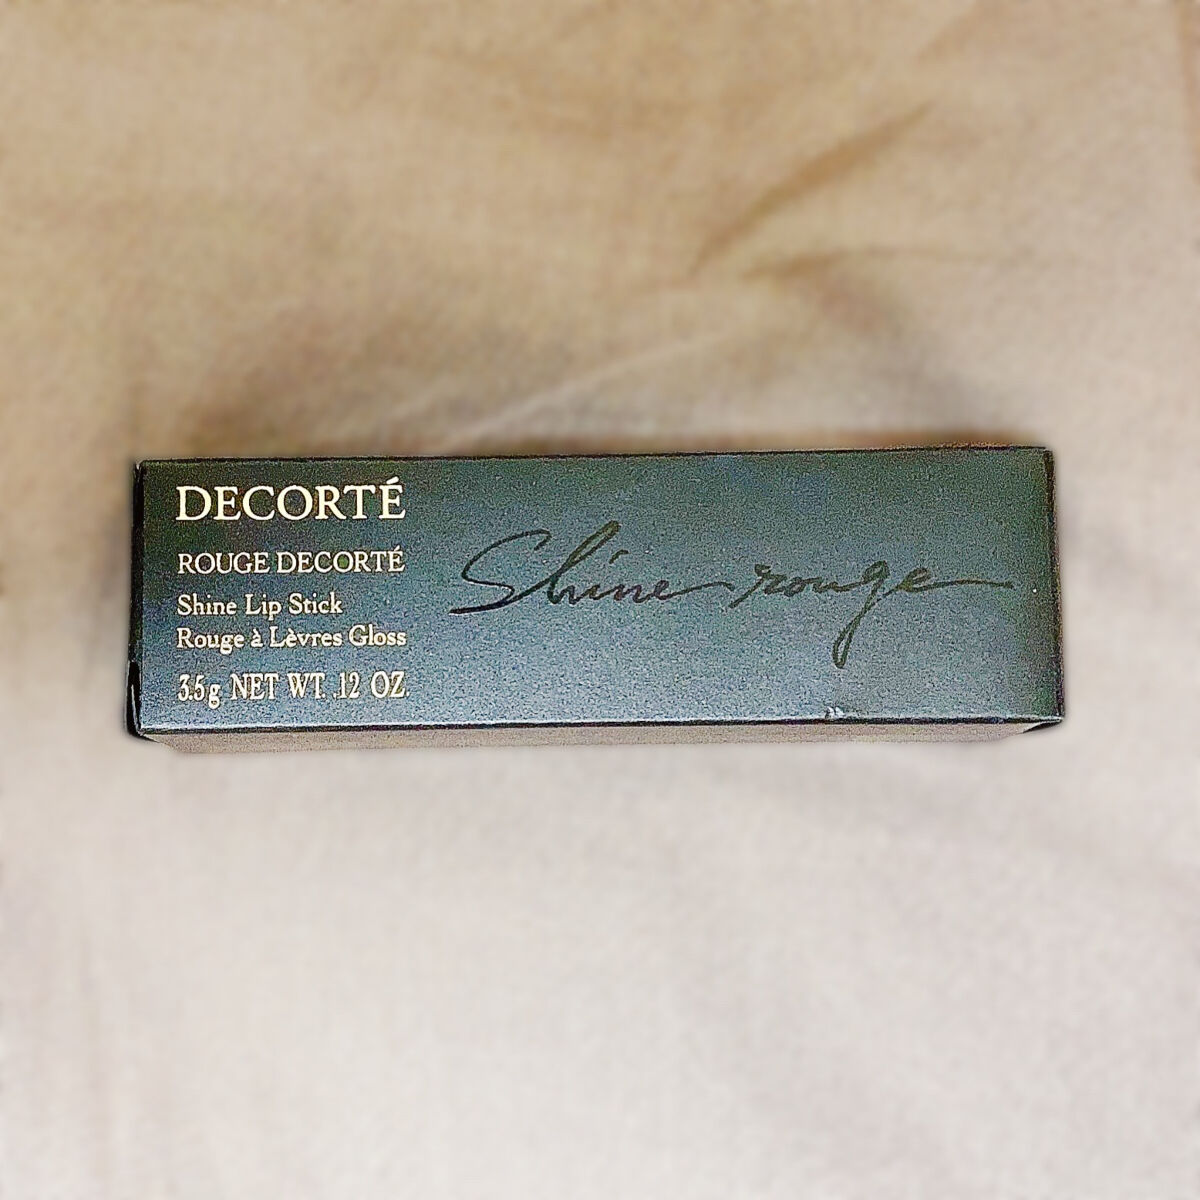 DECORTÉ
ROUGE DECORTÉ
Shine Lip Stick
Rouge à Lèvres Gloss
3.5g NET WT. .12 OZ.
Shine rouge